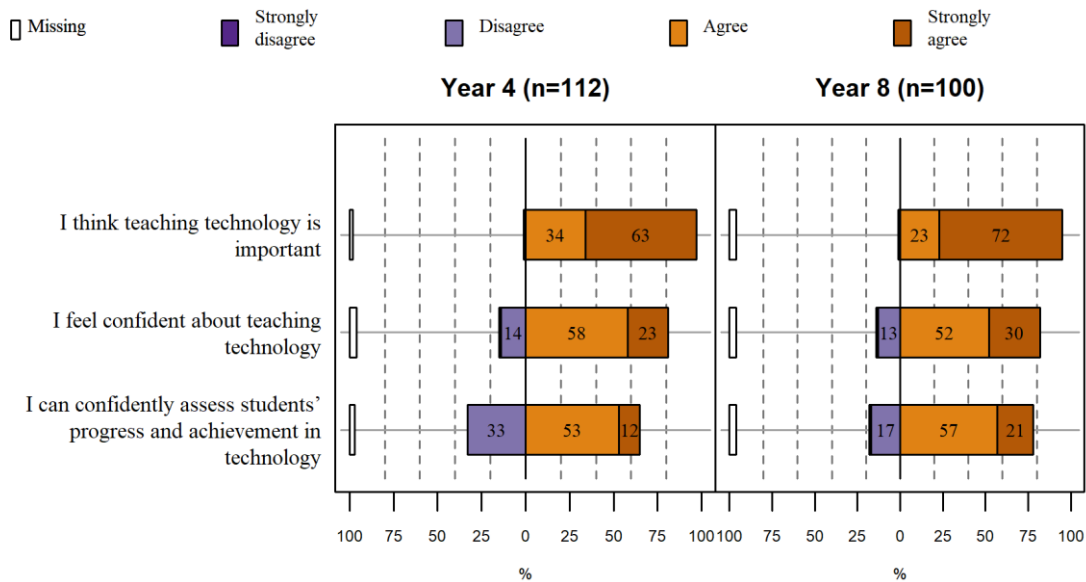 Missing
Strongly
disagree
Disagree
Agree
Strongly
agree
Year 4 (n=112)
Year 8 (n=100)
I think teaching technology is
important
34 63
23 72
I feel confident about teaching
technology
14 58 23
13 52 30
I can confidently assess students’
progress and achievement in
technology
33 53 12
17 57 21
100 75 50 25 0 25 50 75 100
100 75 50 25 0 25 50 75 100
%
%